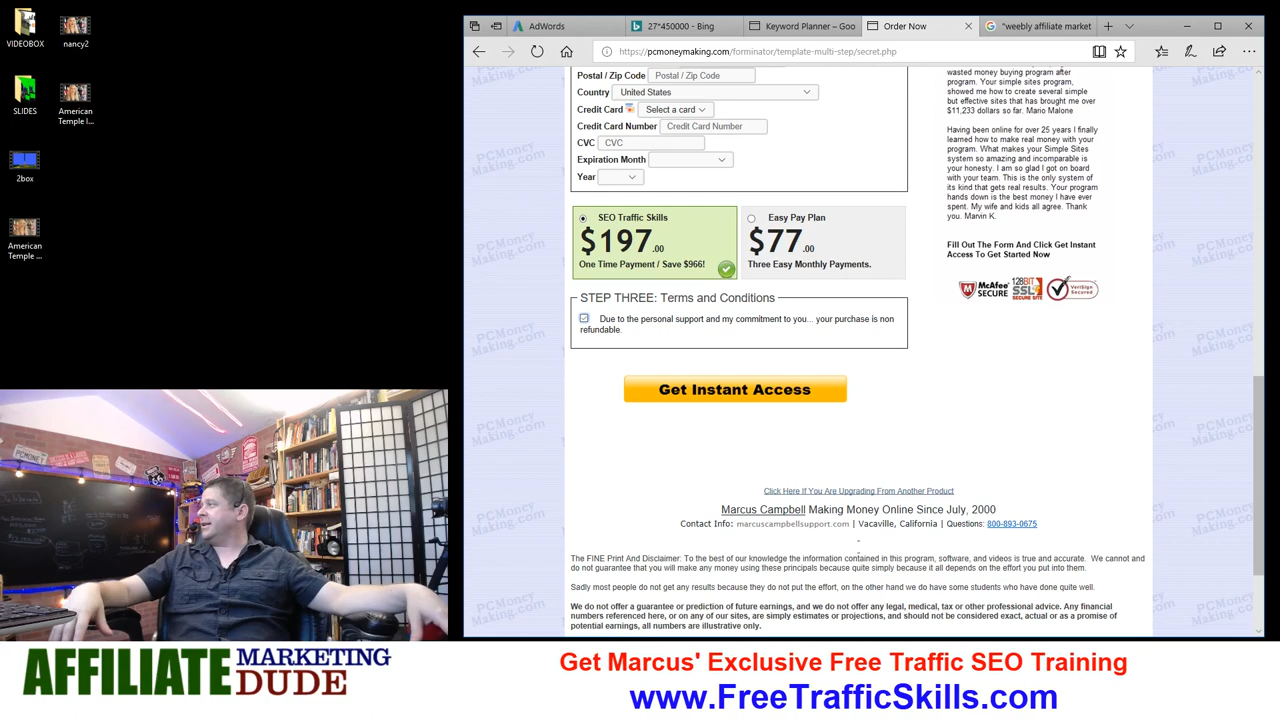 VIDEOBOX
nancy2
SLIDES
American
Temple I...
2box
American
Temple ...
AdWords
27*450000 - Bing
Keyword Planner – Goo
Order Now
"weebly affiliate market
https://pcmoneymaking.com/forminator/template-multi-step/secret.php
Postal / Zip Code Postal / Zip Code
Country United States
Credit Card Select a card
Credit Card Number Credit Card Number
CVC CVC
Expiration Month
Year
SEO Traffic Skills
$197.00
One Time Payment / Save $966!
Easy Pay Plan
$77.00
Three Easy Monthly Payments.
STEP THREE: Terms and Conditions
Due to the personal support and my commitment to you... your purchase is non
refundable.
Get Instant Access
wasted money buying program after
program. Your simple sites program,
showed me how to create several simple
but effective sites that has brought me over
$11,233 dollars so far. Mario Malone
Having been online for over 25 years I finally
learned how to make real money with your
program. What makes your Simple Sites
system so amazing and incomparable is
your honesty. I am so glad I got on board
with your team. This is the only system of
its kind that gets real results. Your program
hands down is the best money I have ever
spent. My wife and kids all agree. Thank
you. Marvin K.
Fill Out The Form And Click Get Instant
Access To Get Started Now
McAfee
SECURE
128BIT
SSL
SECURE SITE
VeriSign
Secured
Click Here If You Are Upgrading From Another Product
Marcus Campbell Making Money Online Since July, 2000
Contact Info: marcuscampbellsupport.com | Vacaville, California | Questions: 800-893-0675
The FINE Print And Disclaimer: To the best of our knowledge the information contained in this program, software, and videos is true and accurate. We cannot and
do not guarantee that you will make any money using these principals because quite simply because it all depends on the effort you put into them.
Sadly most people do not get any results because they do not put the effort, on the other hand we do have some students who have done quite well.
We do not offer a guarantee or prediction of future earnings, and we do not offer any legal, medical, tax or other professional advice. Any financial
numbers referenced here, or on any of our sites, are simply estimates or projections, and should not be considered exact, actual or as a promise of
potential earnings, all numbers are illustrative only.
PCMoney
Making.com
AFFILIATE MARKETING
DUDE
Get Marcus' Exclusive Free Traffic SEO Training
www.FreeTrafficSkills.com